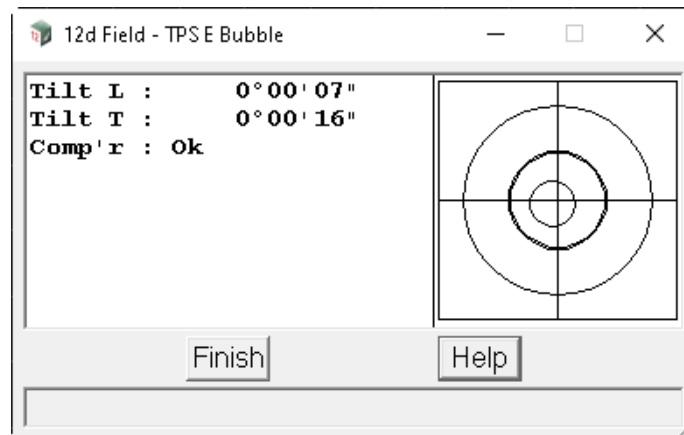 12d Field - TPS E Bubble
Tilt L : 0°00'07"
Tilt T : 0°00'16"
Comp'r : Ok
Finish
Help